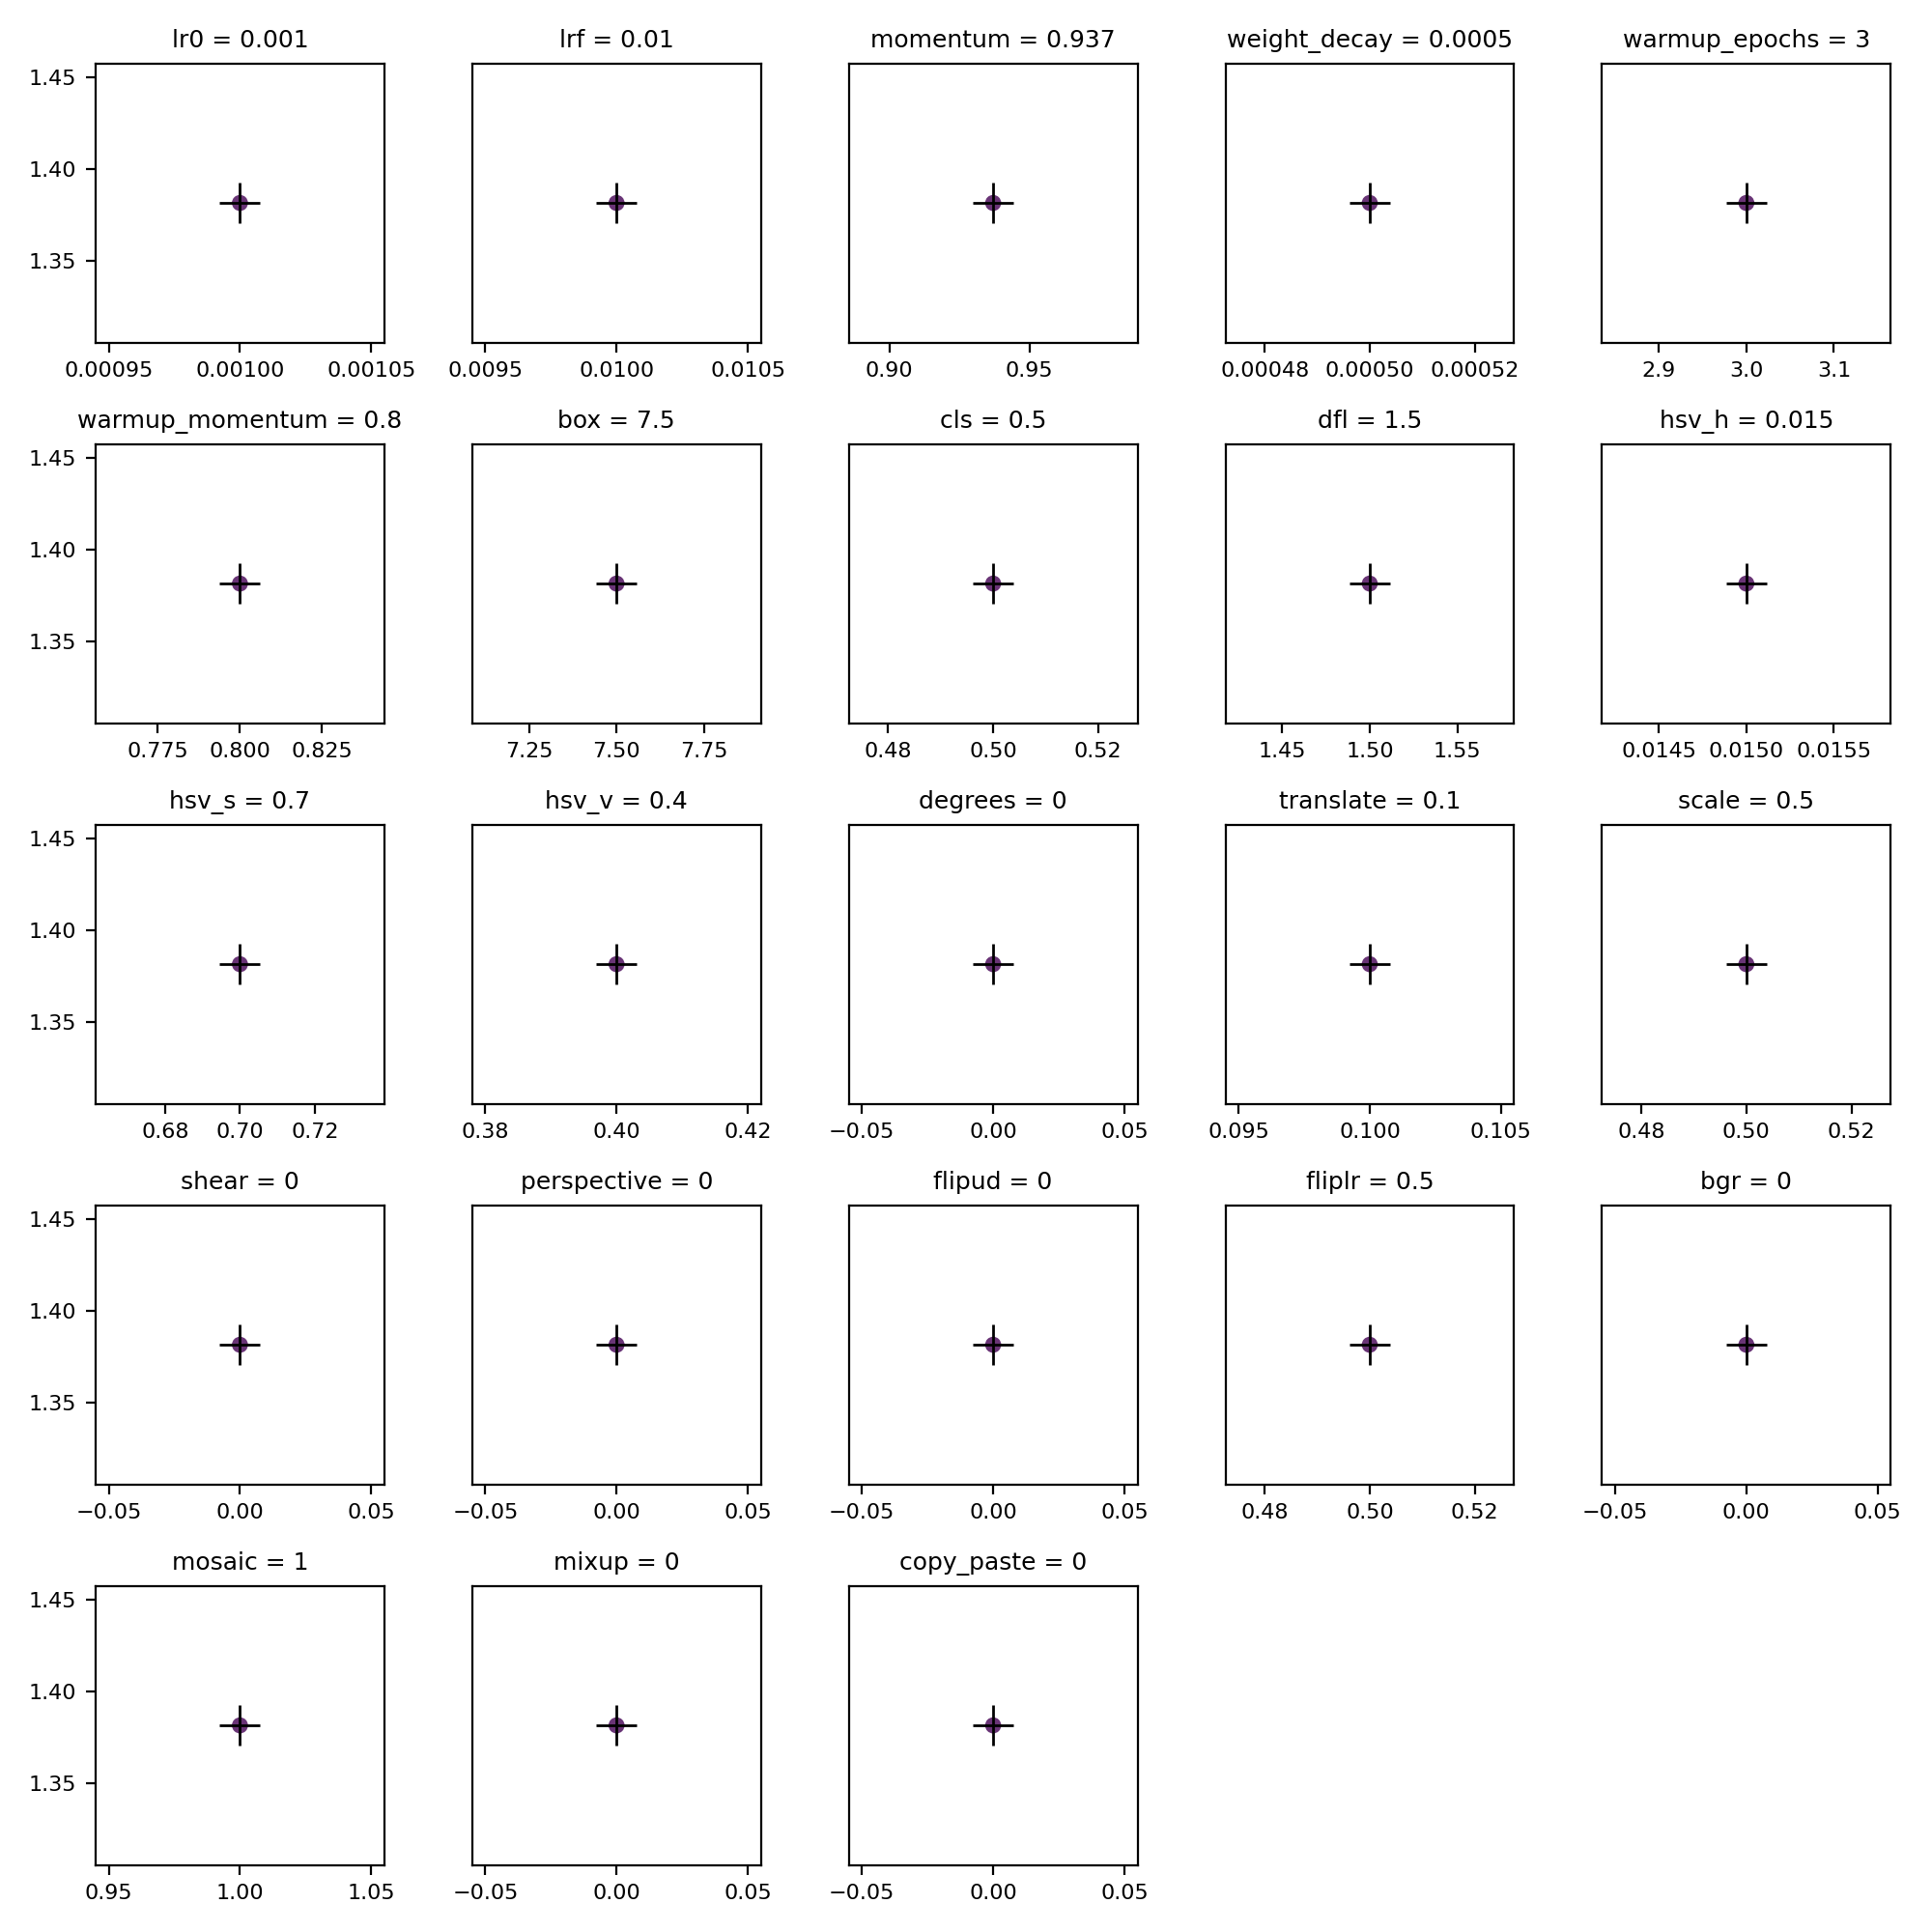 lr0 = 0.001 lrf = 0.01 momentum = 0.937 weight_decay = 0.0005 warmup_epochs = 3
1.45
1.40
1.35
0.00095 0.00100 0.00105 0.0095 0.0100 0.0105 0.90 0.95 0.00048 0.00050 0.00052 2.9 3.0 3.1
warmup_momentum = 0.8 box = 7.5 cls = 0.5 dfl = 1.5 hsv_h = 0.015
1.45
1.40
1.35
0.775 0.800 0.825 7.25 7.50 7.75 0.48 0.50 0.52 1.45 1.50 1.55 0.0145 0.0150 0.0155
hsv_s = 0.7 hsv_v = 0.4 degrees = 0 translate = 0.1 scale = 0.5
1.45
1.40
1.35
0.68 0.70 0.72 0.38 0.40 0.42 −0.05 0.00 0.05 0.095 0.100 0.105 0.48 0.50 0.52
shear = 0 perspective = 0 flipud = 0 fliplr = 0.5 bgr = 0
1.45
1.40
1.35
−0.05 0.00 0.05 −0.05 0.00 0.05 −0.05 0.00 0.05 0.48 0.50 0.52 −0.05 0.00 0.05
mosaic = 1 mixup = 0 copy_paste = 0
1.45
1.40
1.35
0.95 1.00 1.05 −0.05 0.00 0.05 −0.05 0.00 0.05